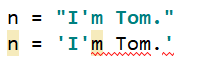 n = "I'm Tom."
n = 'I'm Tom.'